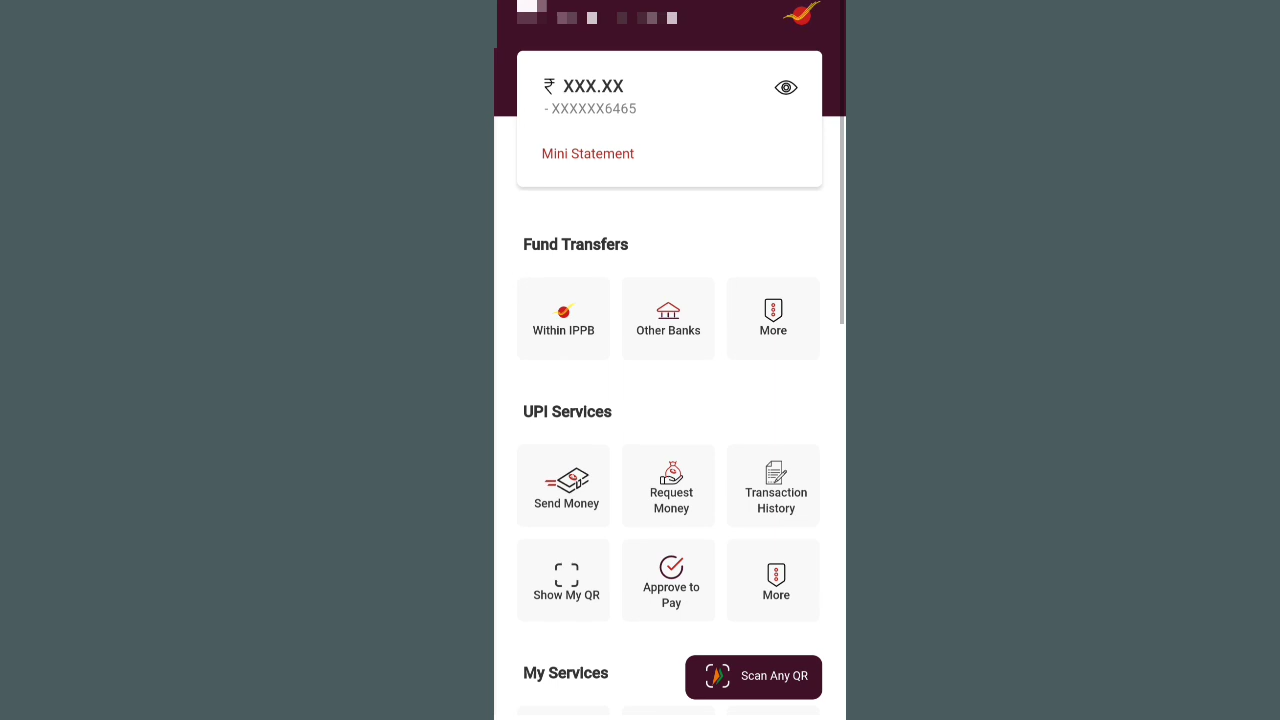 ₹ XXX.XX
- XXXXXX6465
Mini Statement
Fund Transfers
Within IPPB
Other Banks
More
UPI Services
Send Money
Request
Money
Transaction
History
Show My QR
Approve to
Pay
More
My Services
Scan Any QR